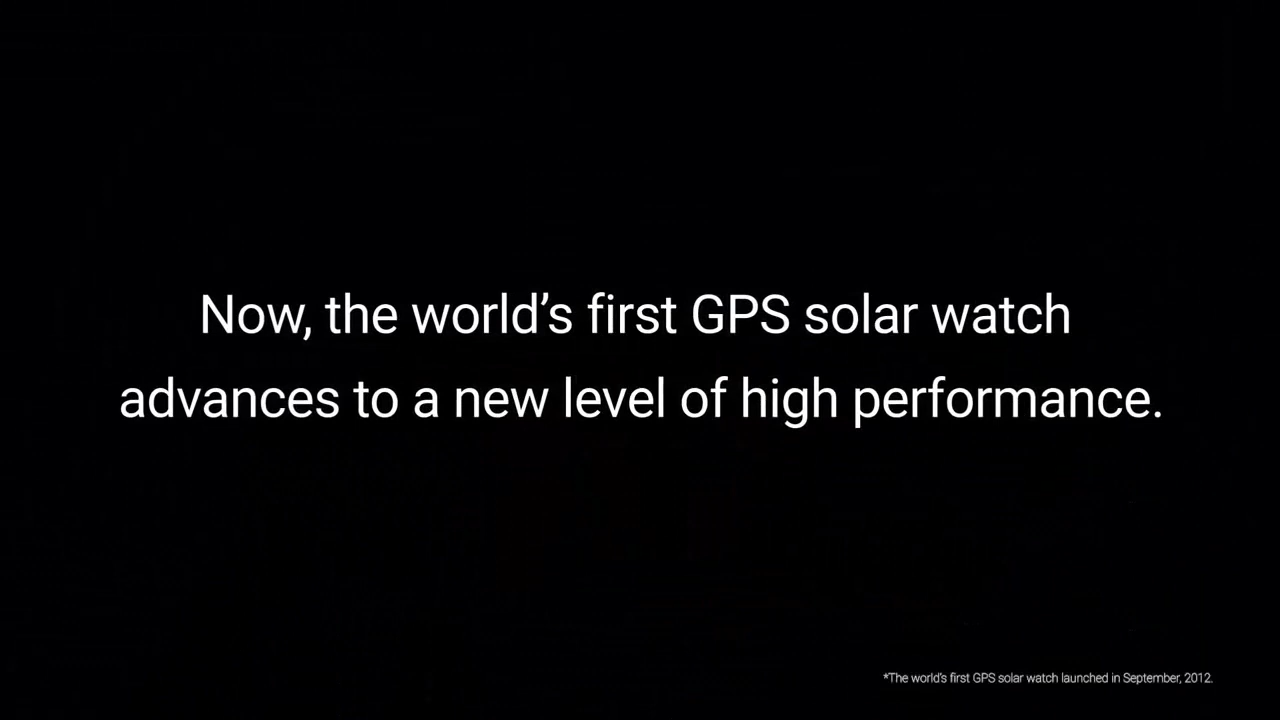 Now, the world’s first GPS solar watch
advances to a new level of high performance.
*The world’s first GPS solar watch launched in September, 2012.